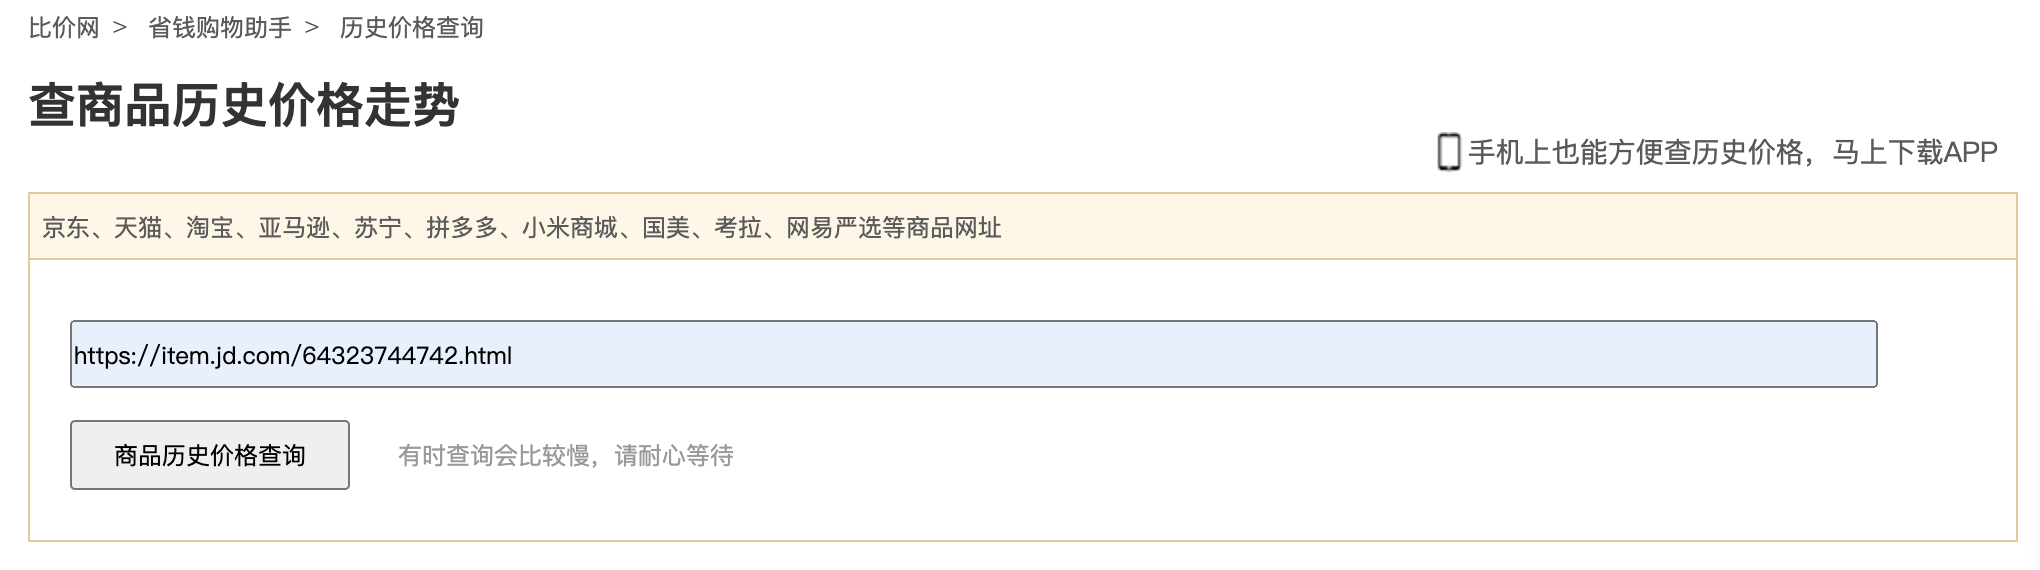 比价网 > 省钱购物助手 > 历史价格查询
查商品历史价格走势
手机上也能方便查历史价格，马上下载APP
京东、天猫、淘宝、亚马逊、苏宁、拼多多、小米商城、国美、考拉、网易严选等商品网址
https://item.jd.com/64323744742.html
商品历史价格查询 有时查询会比较慢，请耐心等待